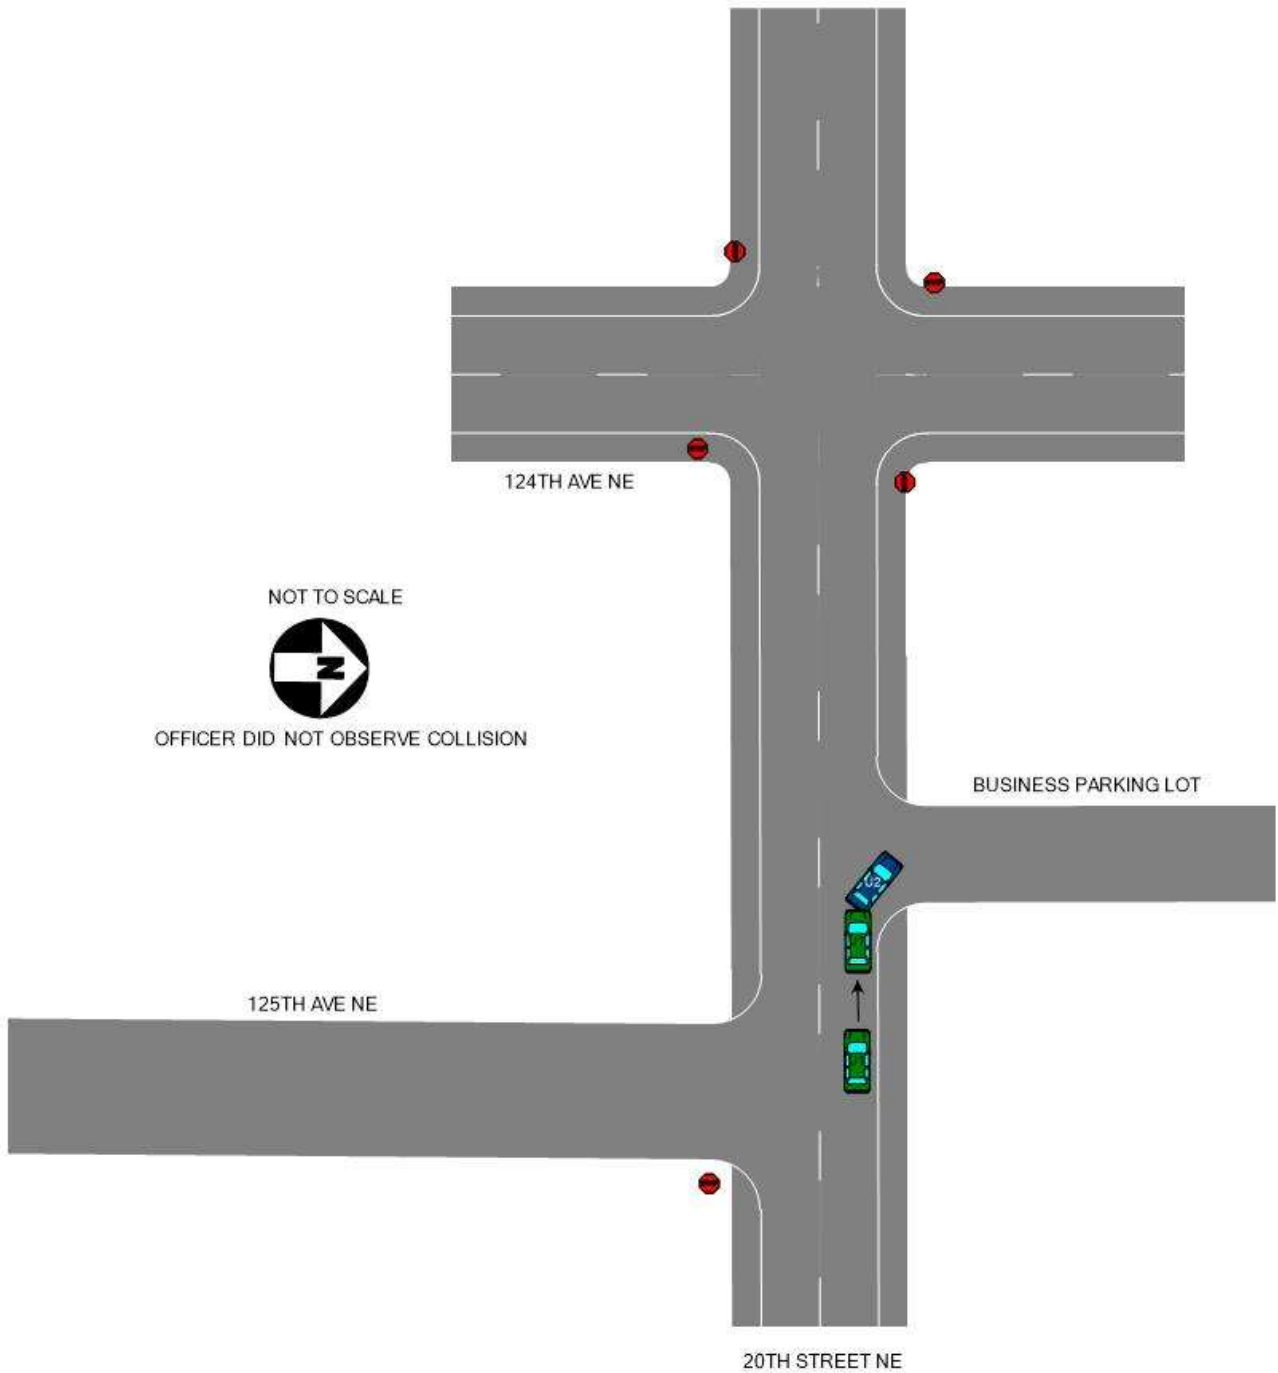 124TH AVE NE
NOT TO SCALE
N
OFFICER DID NOT OBSERVE COLLISION
BUSINESS PARKING LOT
U2
125TH AVE NE
20TH STREET NE